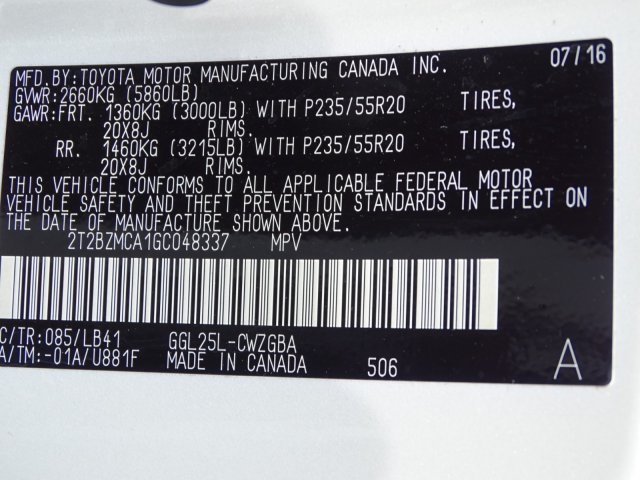 MFD.BY:TOYOTA MOTOR MANUFACTURING CANADA INC. 07/16
GVWR:2660KG (5860LB)
GAWR:FRT. 1360KG (3000LB) WITH P235/55R20 TIRES,
20X8J RIMS.
RR. 1460KG (3215LB) WITH P235/55R20 TIRES,
20X8J RIMS.
THIS VEHICLE CONFORMS TO ALL APPLICABLE FEDERAL MOTOR
VEHICLE SAFETY AND THEFT PREVENTION STANDARDS IN EFFECT ON
THE DATE OF MANUFACTURE SHOWN ABOVE.
2T2BZMCA1GC048337 MPV
C/TR:085/LB41 GGL25L-CWZGBA
A/TM:-01A/U881F MADE IN CANADA 506 A